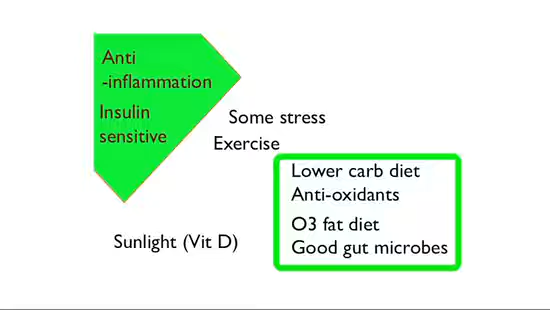 Anti
-inflammation
Insulin
sensitive
Some stress
Exercise
Lower carb diet
Anti-oxidants
O3 fat diet
Good gut microbes
Sunlight (Vit D)